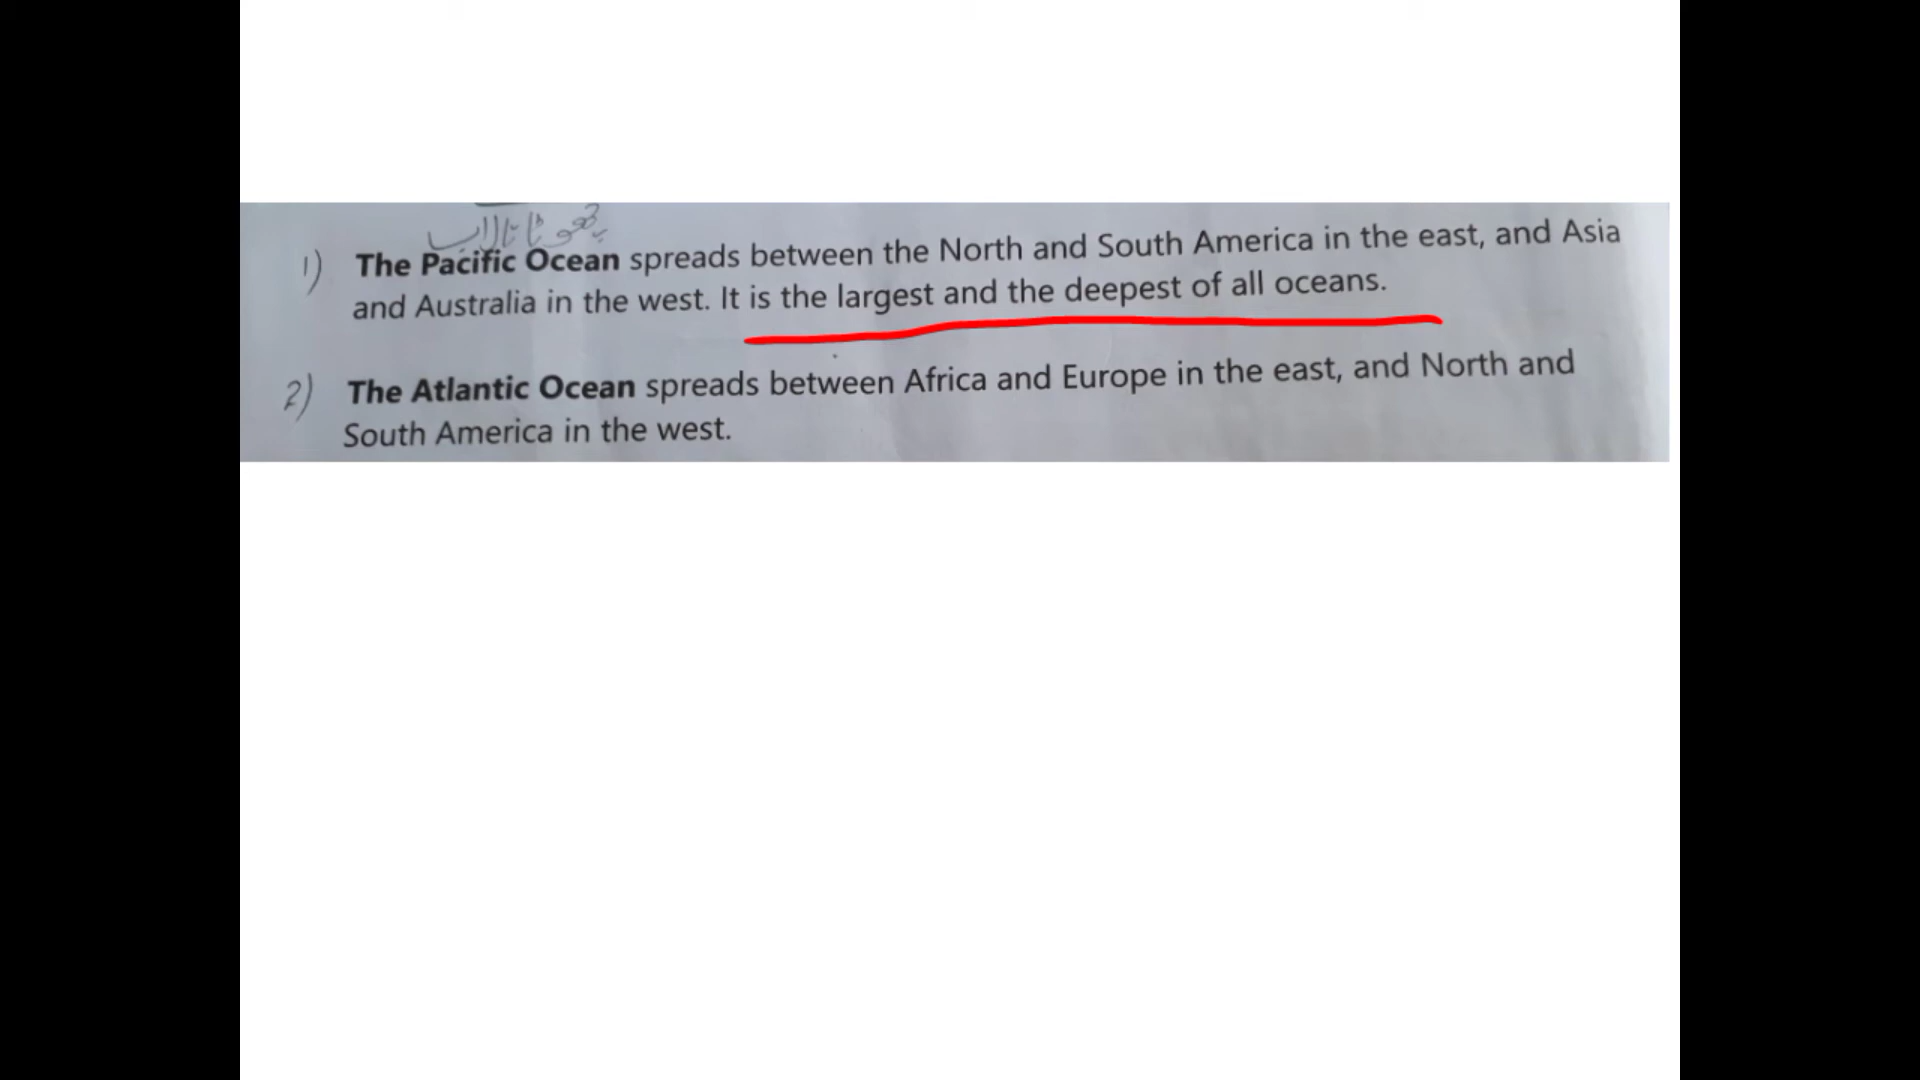 چھوٹا تالاب
1) The Pacific Ocean spreads between the North and South America in the east, and Asia
and Australia in the west. It is the largest and the deepest of all oceans.
2) The Atlantic Ocean spreads between Africa and Europe in the east, and North and
South America in the west.